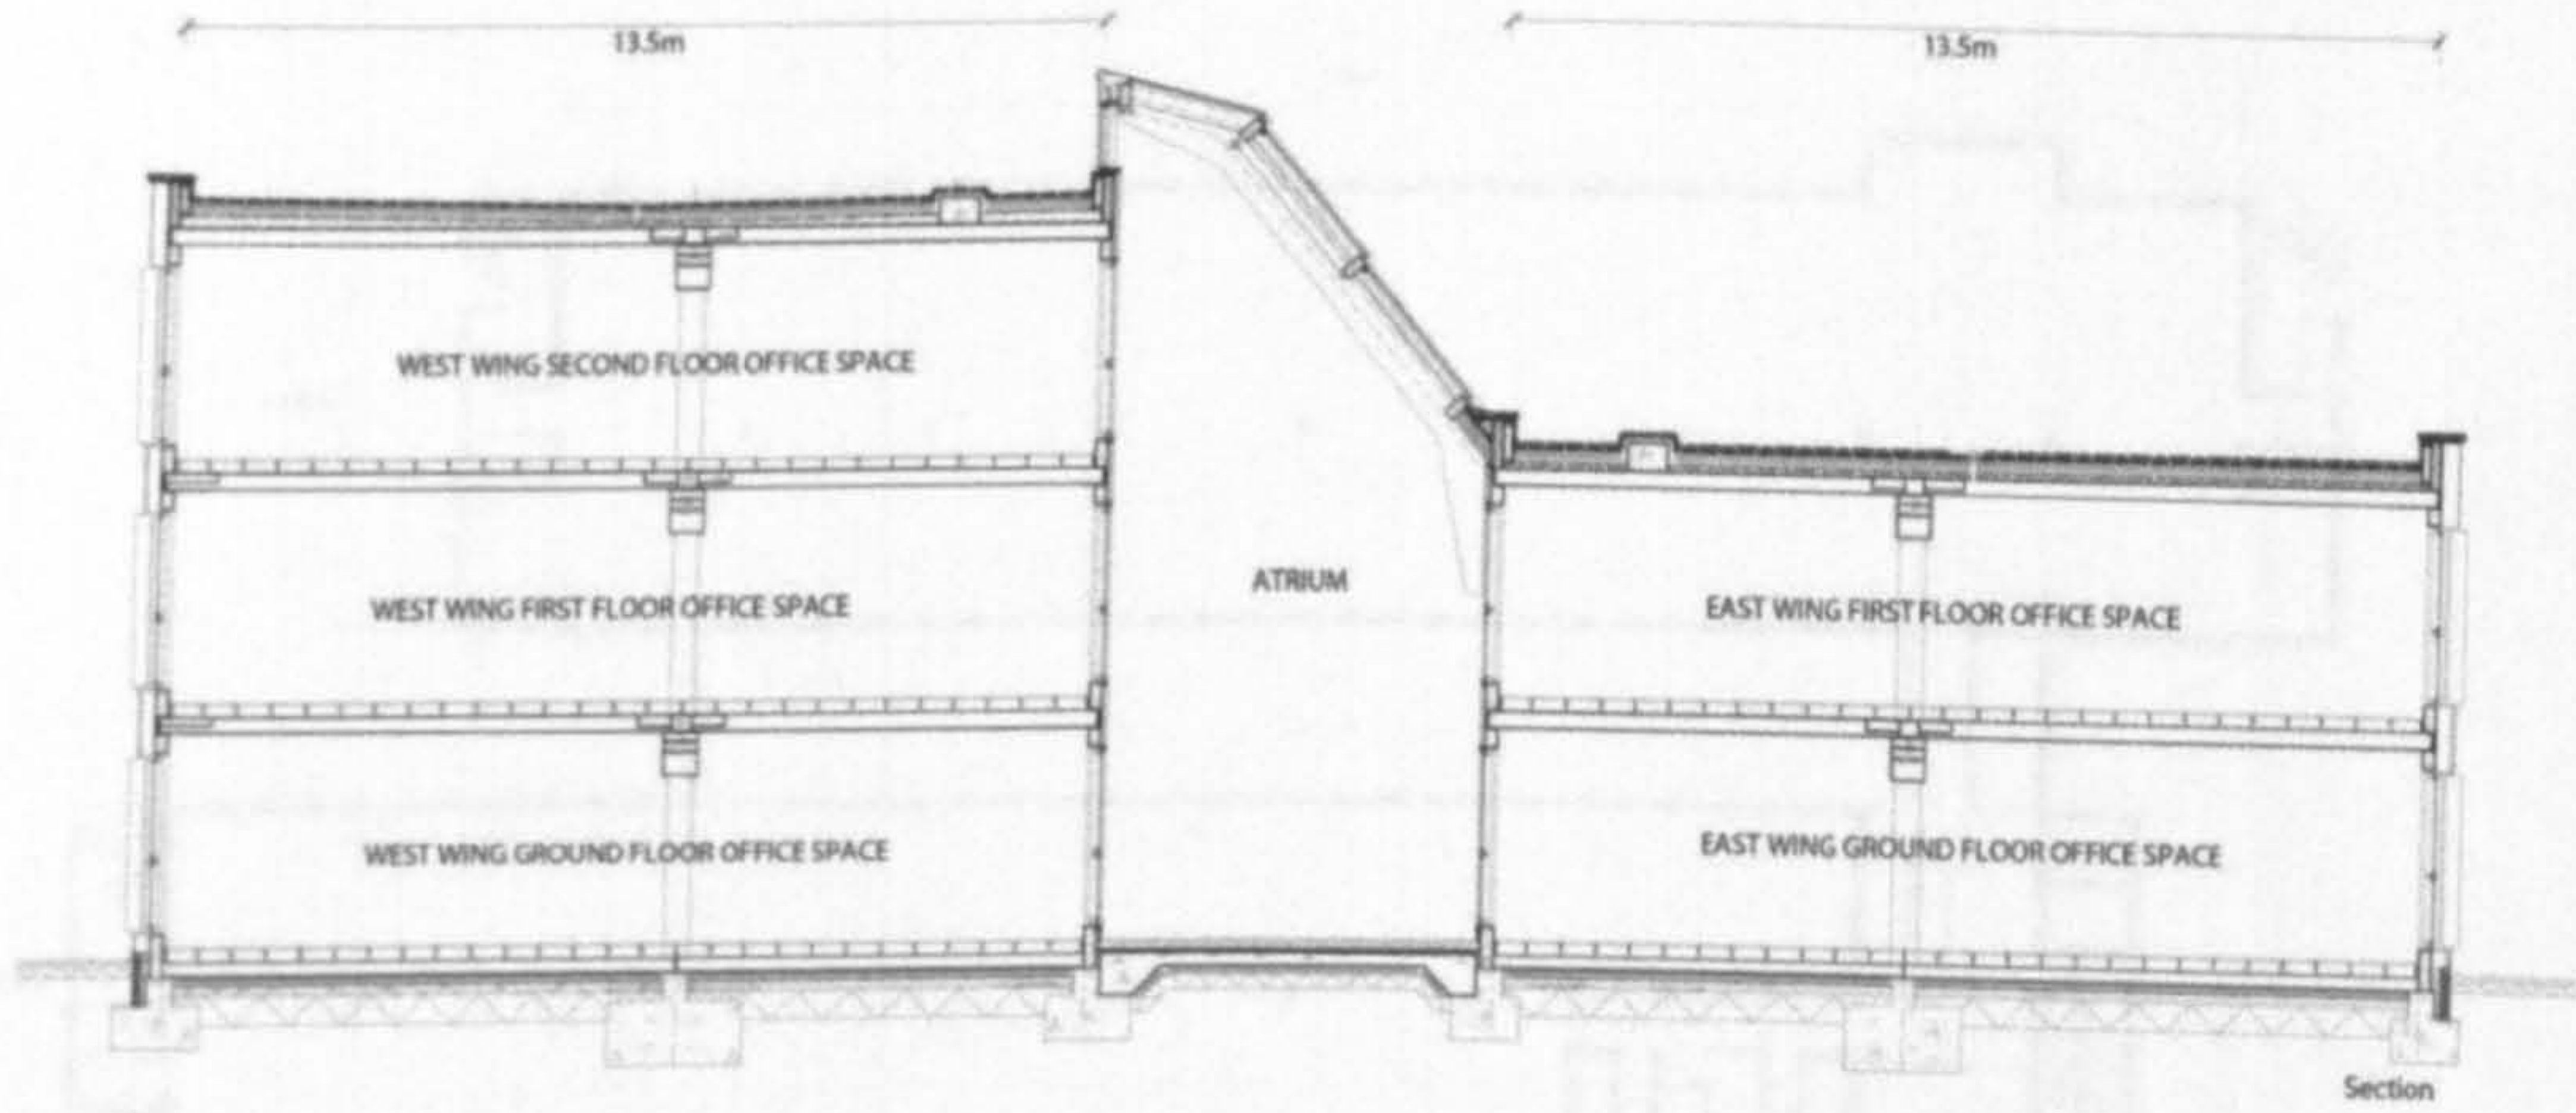 13.5m
13.5m
WEST WING SECOND FLOOR OFFICE SPACE
WEST WING FIRST FLOOR OFFICE SPACE
ATRIUM
EAST WING FIRST FLOOR OFFICE SPACE
WEST WING GROUND FLOOR OFFICE SPACE
EAST WING GROUND FLOOR OFFICE SPACE
Section